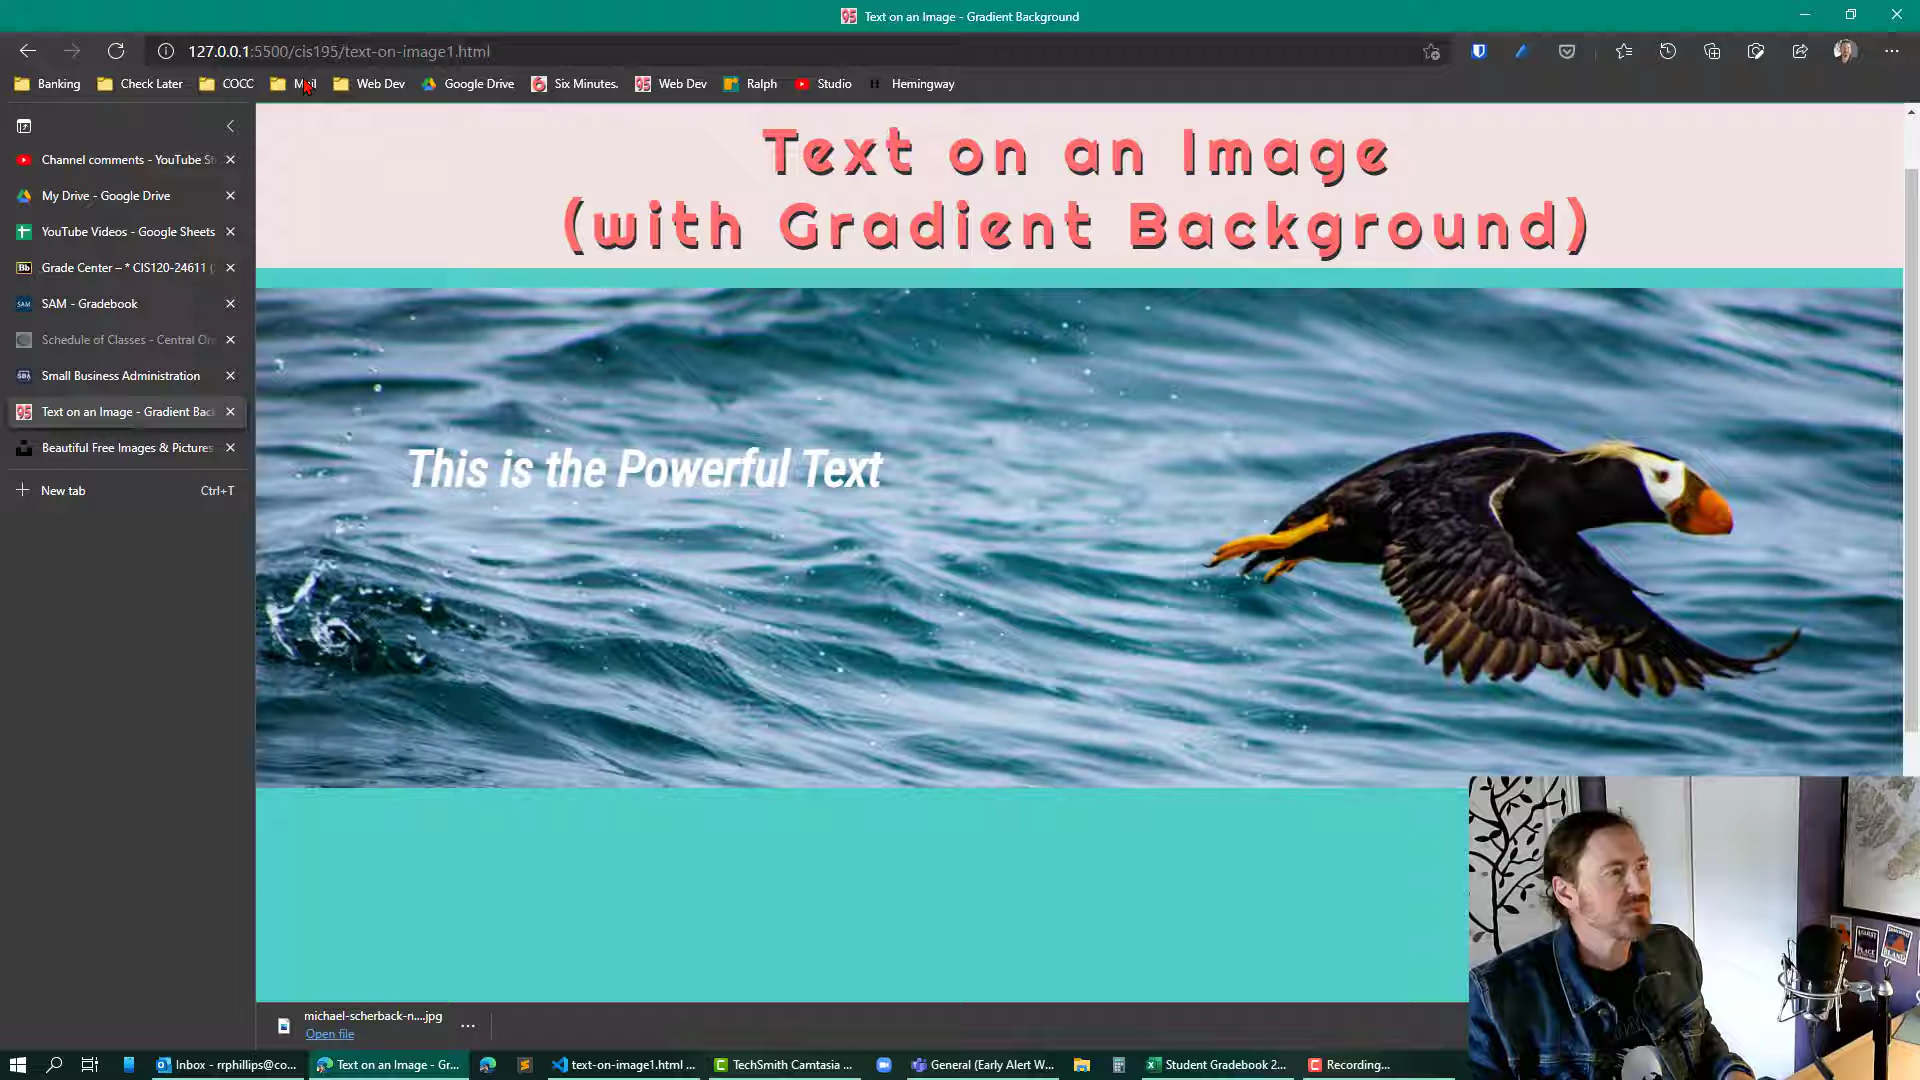 Text on an Image - Gradient Background
127.0.0.1:5500/cis195/text-on-image1.html
Banking
Check Later
COCC
Web Dev
Google Drive
Six Minutes.
Web Dev
Ralph
Studio
Hemingway
Channel comments - YouTube St
My Drive - Google Drive
YouTube Videos - Google Sheets
Grade Center – * CIS120-24611 (
SAM - Gradebook
Schedule of Classes - Central Or
Small Business Administration
Text on an Image - Gradient Bac
Beautiful Free Images & Pictures
New tab
Ctrl+T
Text on an Image
(with Gradient Background)
This is the Powerful Text
michael-scherback-n....jpg
Open file
Inbox - rrphillips@co...
Text on an Image - Gr...
text-on-image1.html ...
TechSmith Camtasia ...
General (Early Alert W...
Student Gradebook 2...
Recording...